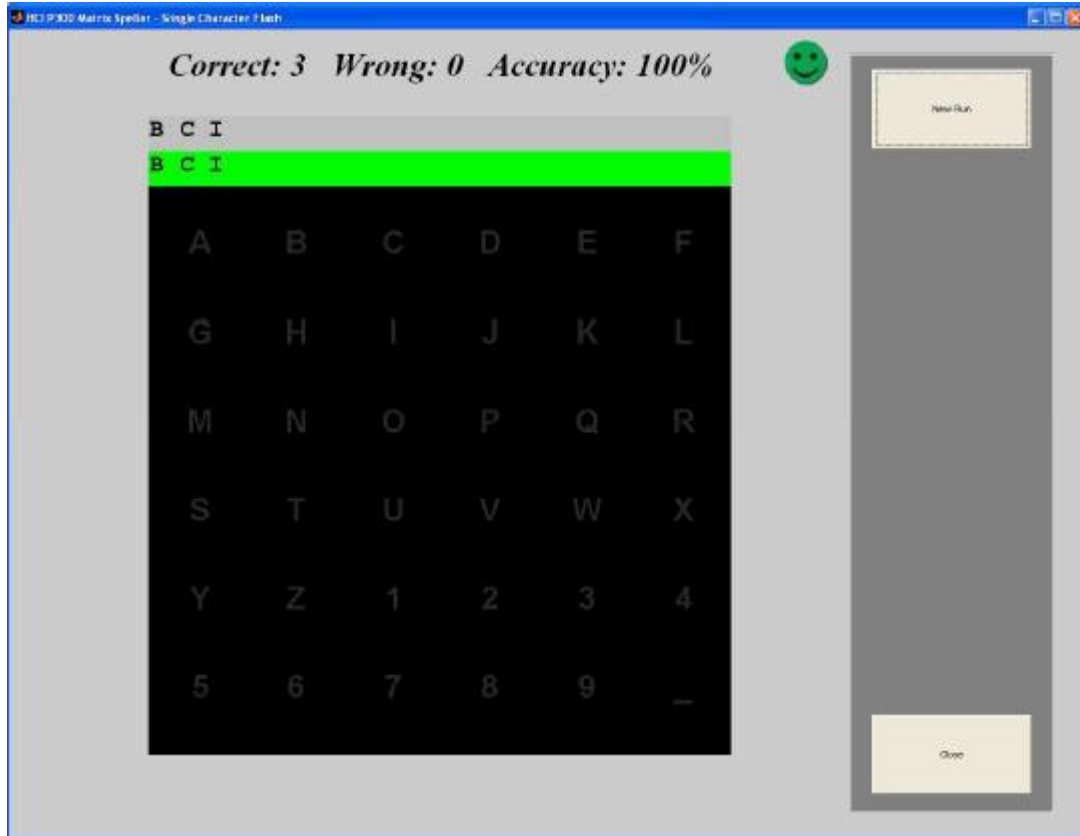 BCI P300 Matrix Speller - Single Character Flash
Correct: 3 Wrong: 0 Accuracy: 100%
New Run
B C I
B C I
A B C D E F
G H I J K L
M N O P Q R
S T U V W X
Y Z 1 2 3 4
5 6 7 8 9 _
Close